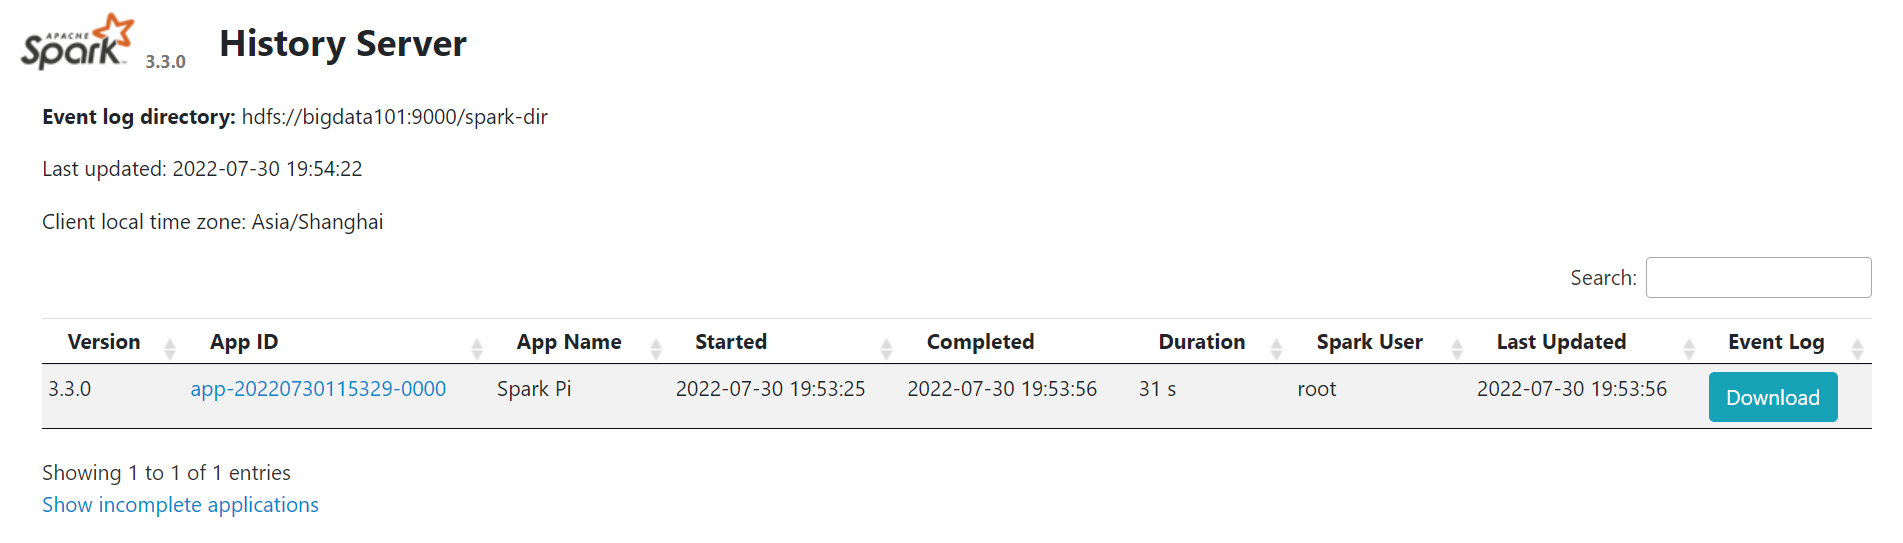 APACHE
Spark™ 3.3.0 History Server
Event log directory: hdfs://bigdata101:9000/spark-dir
Last updated: 2022-07-30 19:54:22
Client local time zone: Asia/Shanghai
Search:
Version App ID App Name Started Completed Duration Spark User Last Updated Event Log
3.3.0 app-20220730115329-0000 Spark Pi 2022-07-30 19:53:25 2022-07-30 19:53:56 31 s root 2022-07-30 19:53:56 Download
Showing 1 to 1 of 1 entries
Show incomplete applications